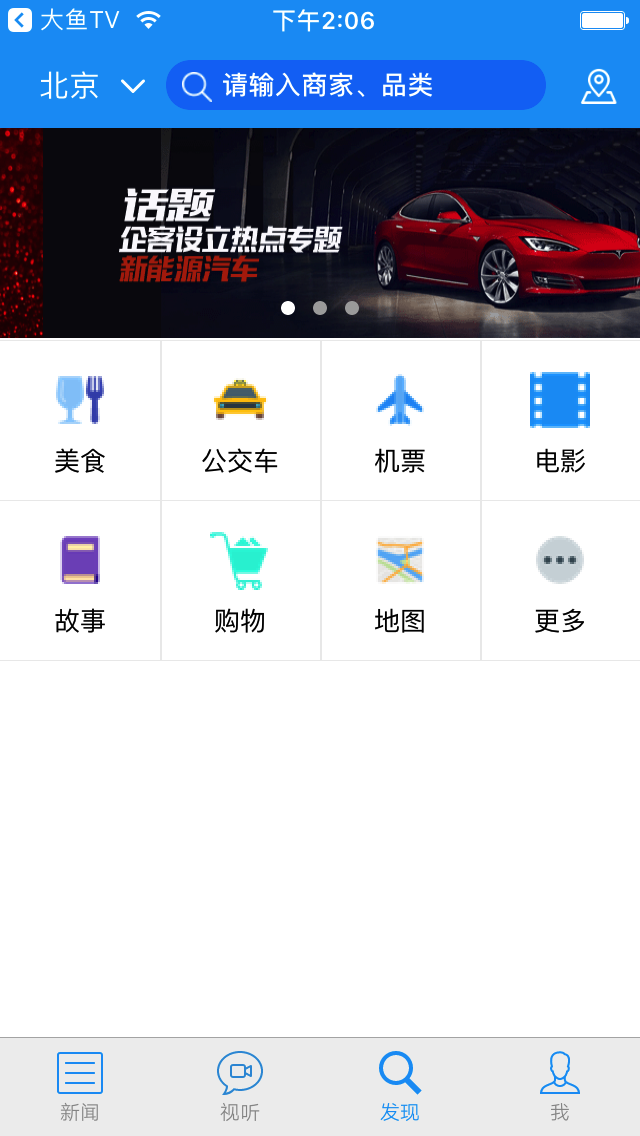 大鱼TV
下午2:06
北京
请输入商家、品类
话题
企客设立热点专题
新能源汽车
美食
公交车
机票
电影
故事
购物
地图
更多
新闻
视听
发现
我